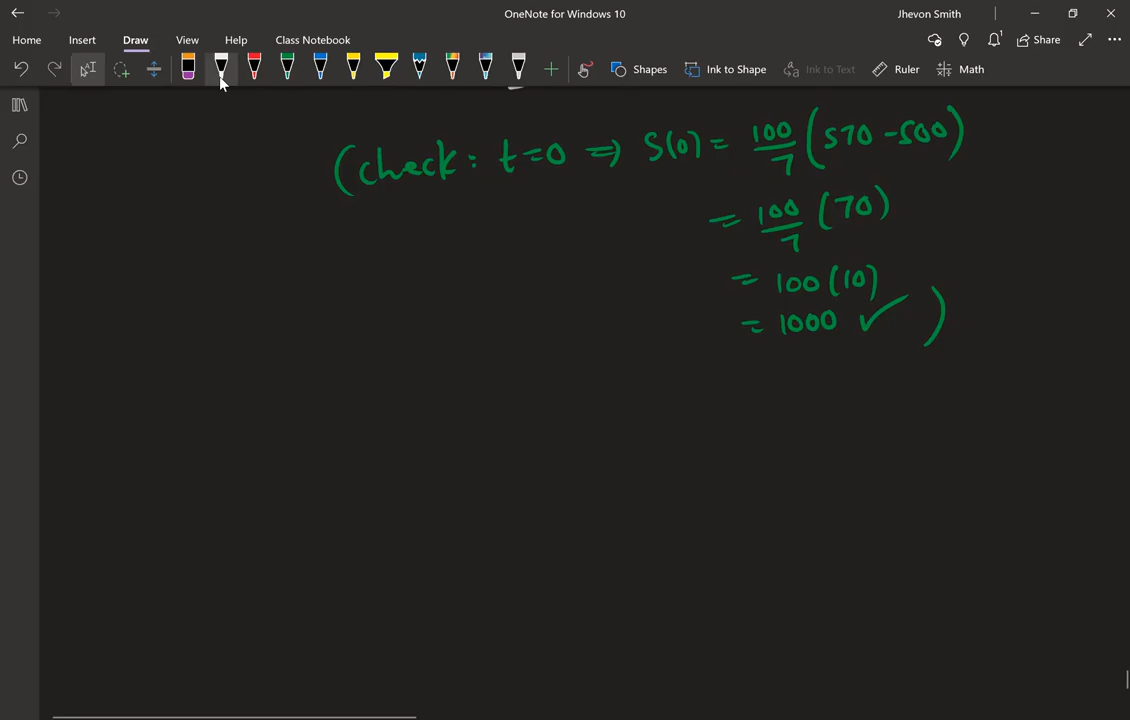 OneNote for Windows 10
Jhevon Smith
Home Insert Draw View Help Class Notebook
Share
Shapes Ink to Shape Ink to Text Ruler Math
(check: t=0 ⇒ S(0) = 100/7 (570 - 500)
= 100/7 (70)
= 100(10)
= 1000 ✓ )